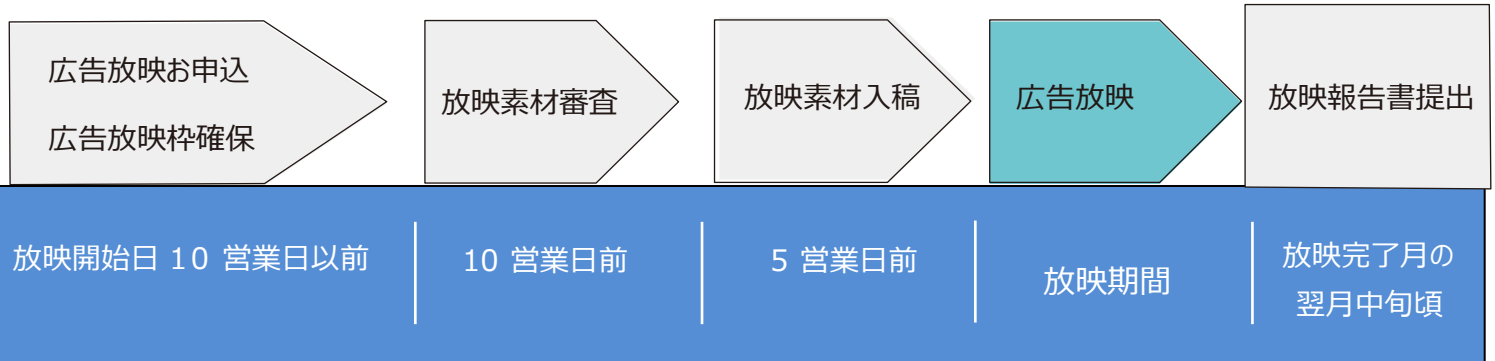 広告放映お申込
広告放映枠確保
放映素材審査
放映素材入稿
広告放映
放映報告書提出
放映開始日 10 営業日以前
10 営業日前
5 営業日前
放映期間
放映完了月の
翌月中旬頃